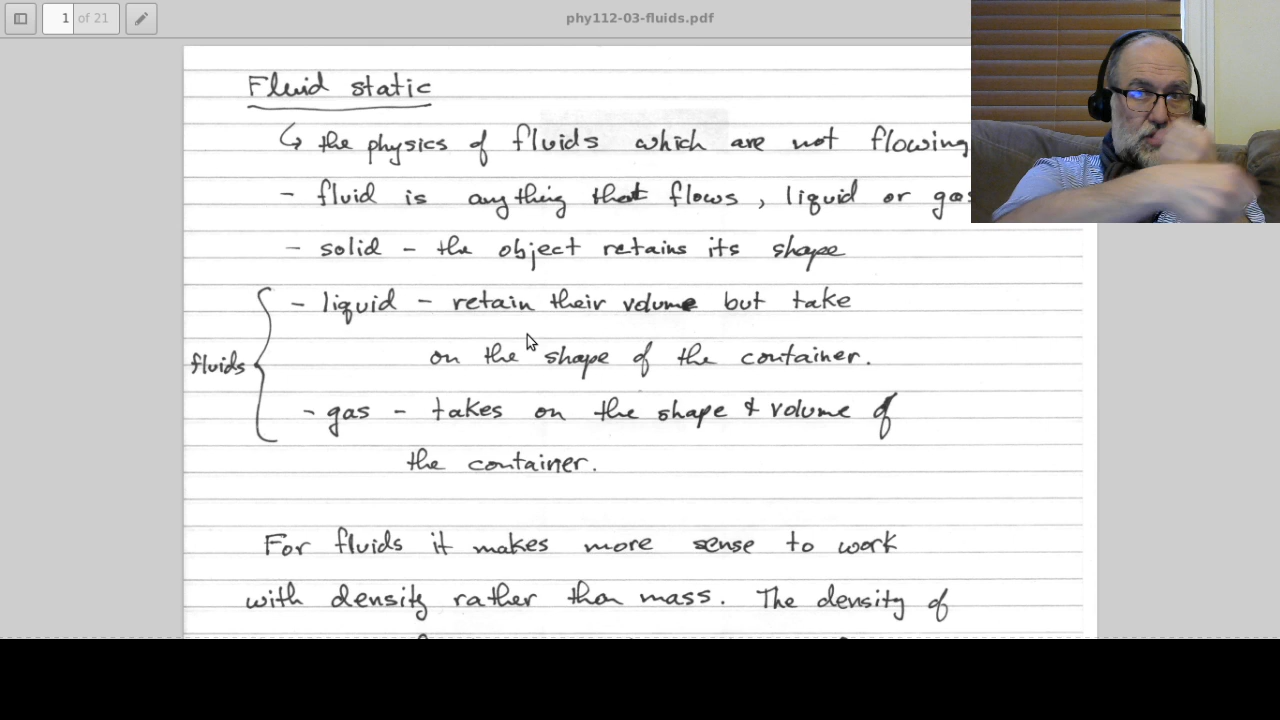 1 of 21
phy112-03-fluids.pdf
Fluid static
↳ the physics of fluids which are not flowing
- fluid is anything that flows, liquid or gas
- solid - the object retains its shape
- liquid - retain their volume but take
on the shape of the container.
fluids
- gas - takes on the shape & volume of
the container.
For fluids it makes more sense to work
with density rather than mass. The density of